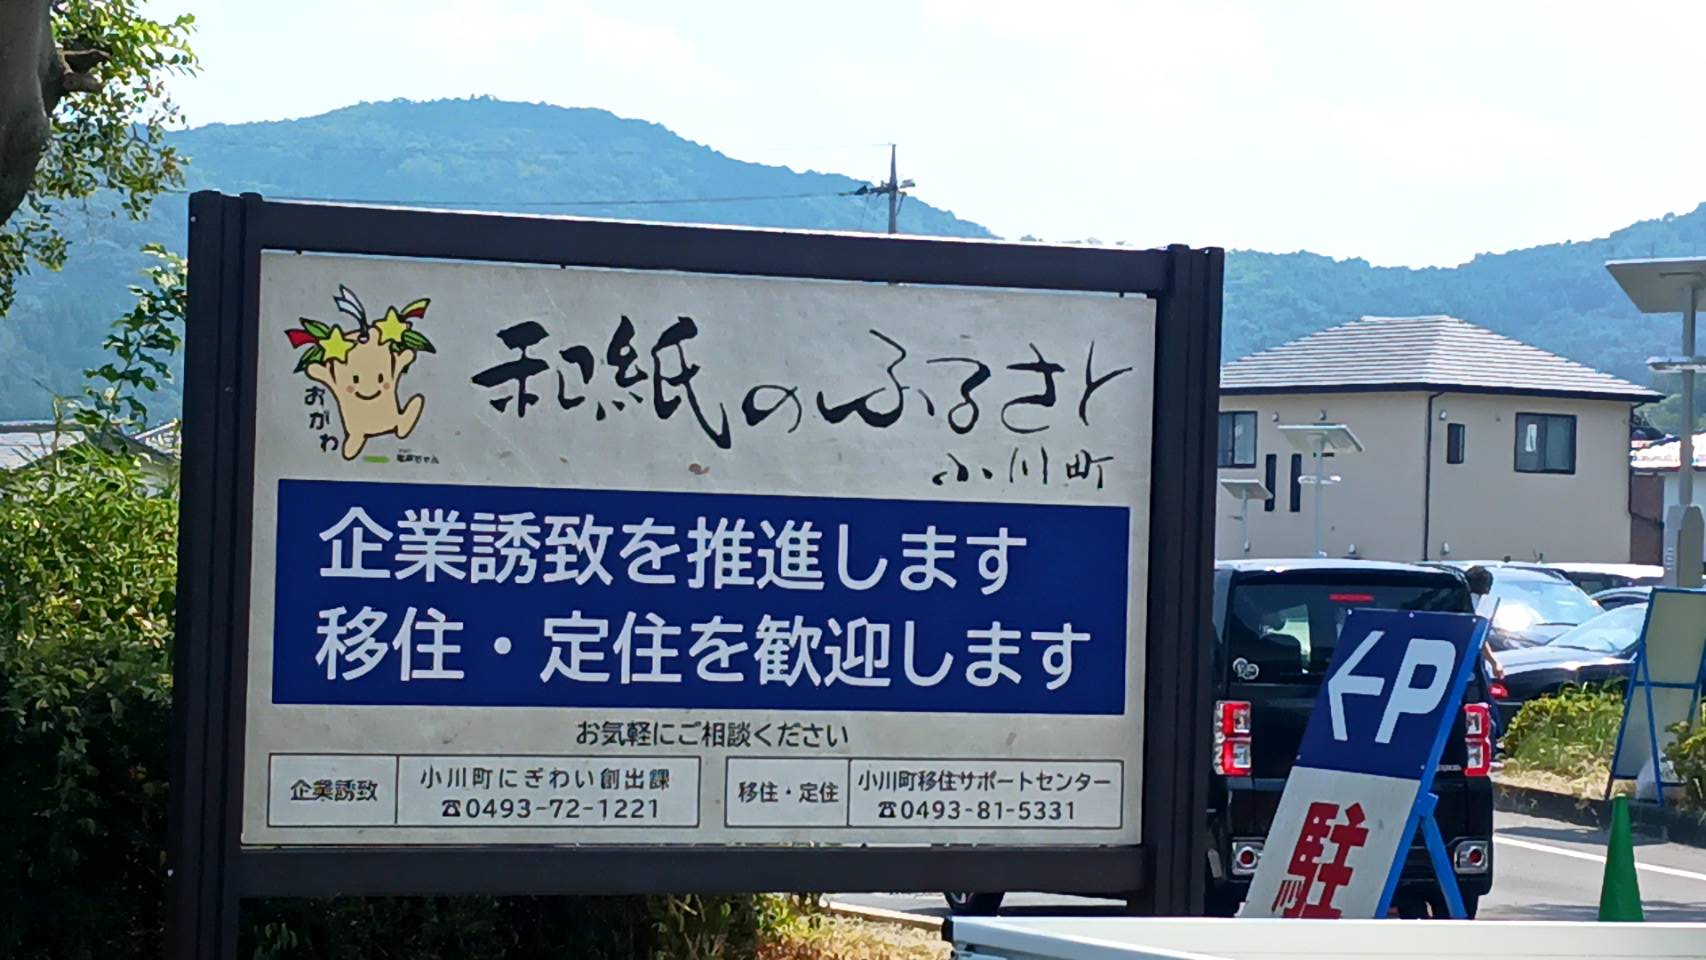 和紙のふるさと
小川町
おがわ
企業誘致を推進します
移住・定住を歓迎します
お気軽にご相談ください
企業誘致
小川町にぎわい創出課
☎0493-72-1221
移住・定住
小川町移住サポートセンター
☎0493-81-5331
←P
駐